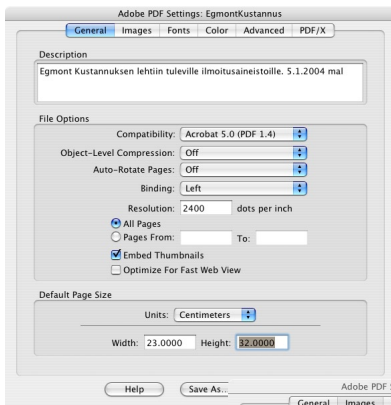 Adobe PDF Settings: EgmontKustannus
General Images Fonts Color Advanced PDF/X
Description
Egmont Kustannuksen lehtiin tuleville ilmoitusaineistoille. 5.1.2004 mal
File Options
Compatibility: Acrobat 5.0 (PDF 1.4)
Object-Level Compression: Off
Auto-Rotate Pages: Off
Binding: Left
Resolution: 2400 dots per inch
All Pages
Pages From: To:
Embed Thumbnails
Optimize For Fast Web View
Default Page Size
Units: Centimeters
Width: 23.0000 Height: 32.0000
Help Save As..
Adobe PDF S
General Images